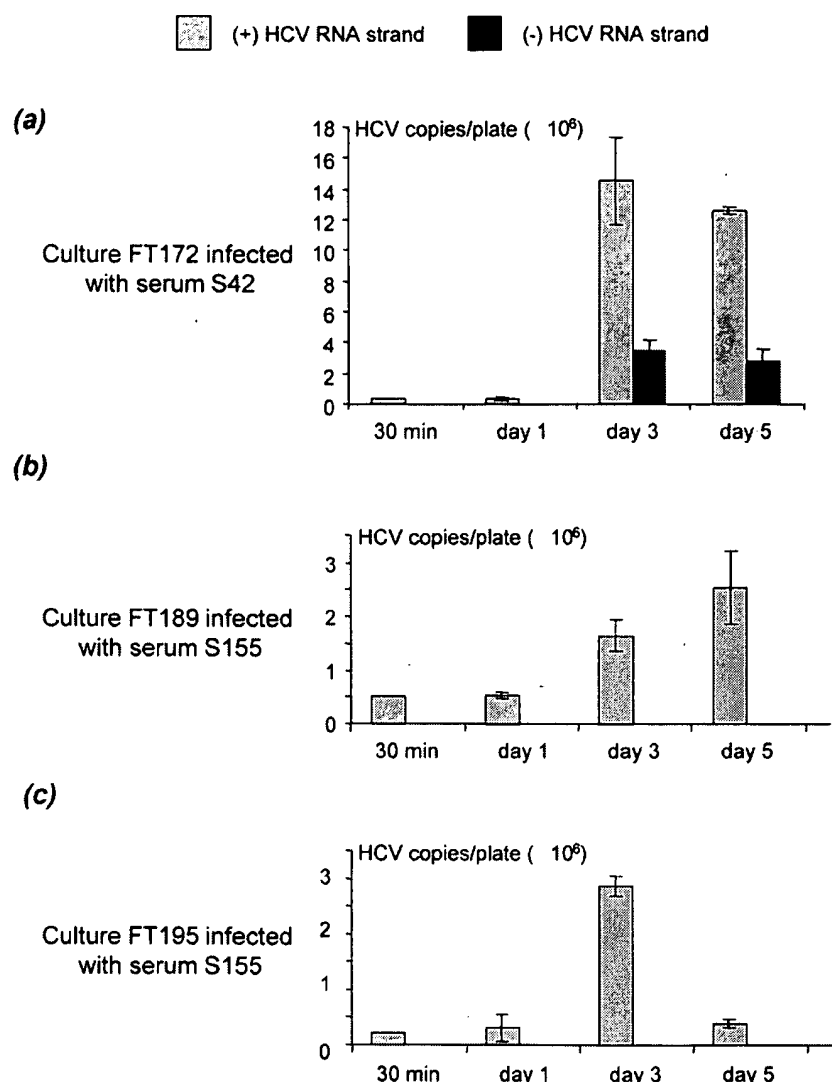 (+) HCV RNA strand (-) HCV RNA strand
(a)
HCV copies/plate ( 10⁶)
18
16
14
12
10
8
6
4
2
0
Culture FT172 infected
with serum S42
30 min day 1 day 3 day 5
(b)
HCV copies/plate ( 10⁶)
3
2
1
0
Culture FT189 infected
with serum S155
30 min day 1 day 3 day 5
(c)
HCV copies/plate ( 10⁶)
3
2
1
0
Culture FT195 infected
with serum S155
30 min day 1 day 3 day 5